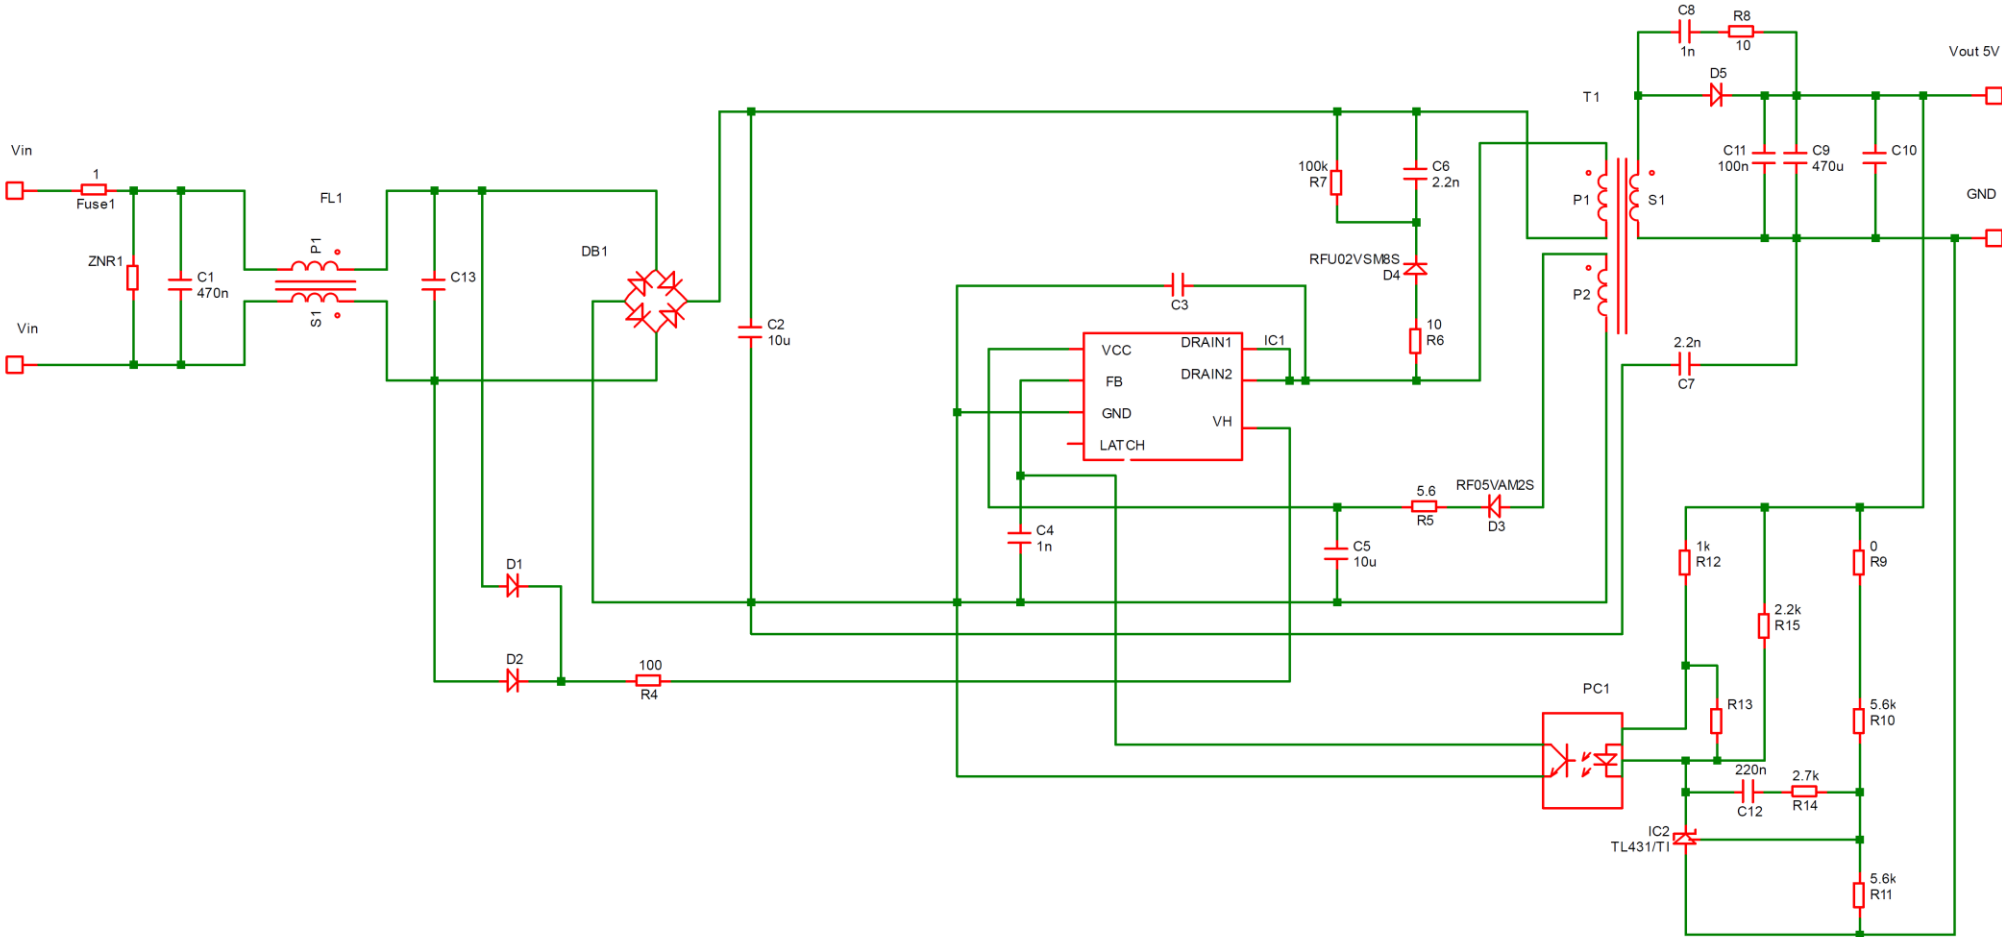 C8
1n
R8
10
Vout 5V
D5
T1
C11
100n
C9
470u
C10
GND
Vin
1
Fuse1
FL1
100k
R7
C6
2.2n
P1
S1
ZNR1
C1
470n
P1
S1
C13
DB1
RFU02VSM8S
D4
P2
C3
C2
10u
10
R6
IC1
VCC
FB
GND
LATCH
DRAIN1
DRAIN2
VH
Vin
2.2n
C7
5.6
R5
RF05VAM2S
D3
C4
1n
C5
10u
1k
R12
0
R9
D1
2.2k
R15
D2
100
R4
PC1
R13
5.6k
R10
220n
C12
2.7k
R14
IC2
TL431/TI
5.6k
R11